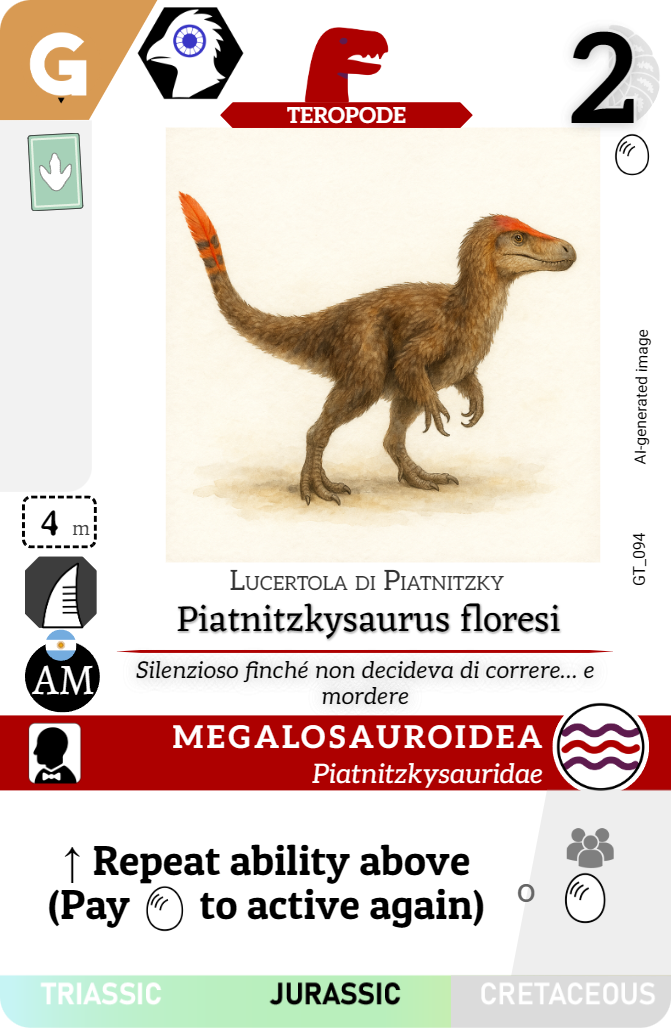 G
TEROPODE
2
AI-generated image
GT_094
4 m
AM
Lucertola di Piatnitzky
Piatnitzkysaurus floresi
Silenzioso finché non decideva di correre... e
mordere
MEGALOSAUROIDEA
Piatnitzkysauridae
↑ Repeat ability above
(Pay to active again)
o
TRIASSIC JURASSIC CRETACEOUS